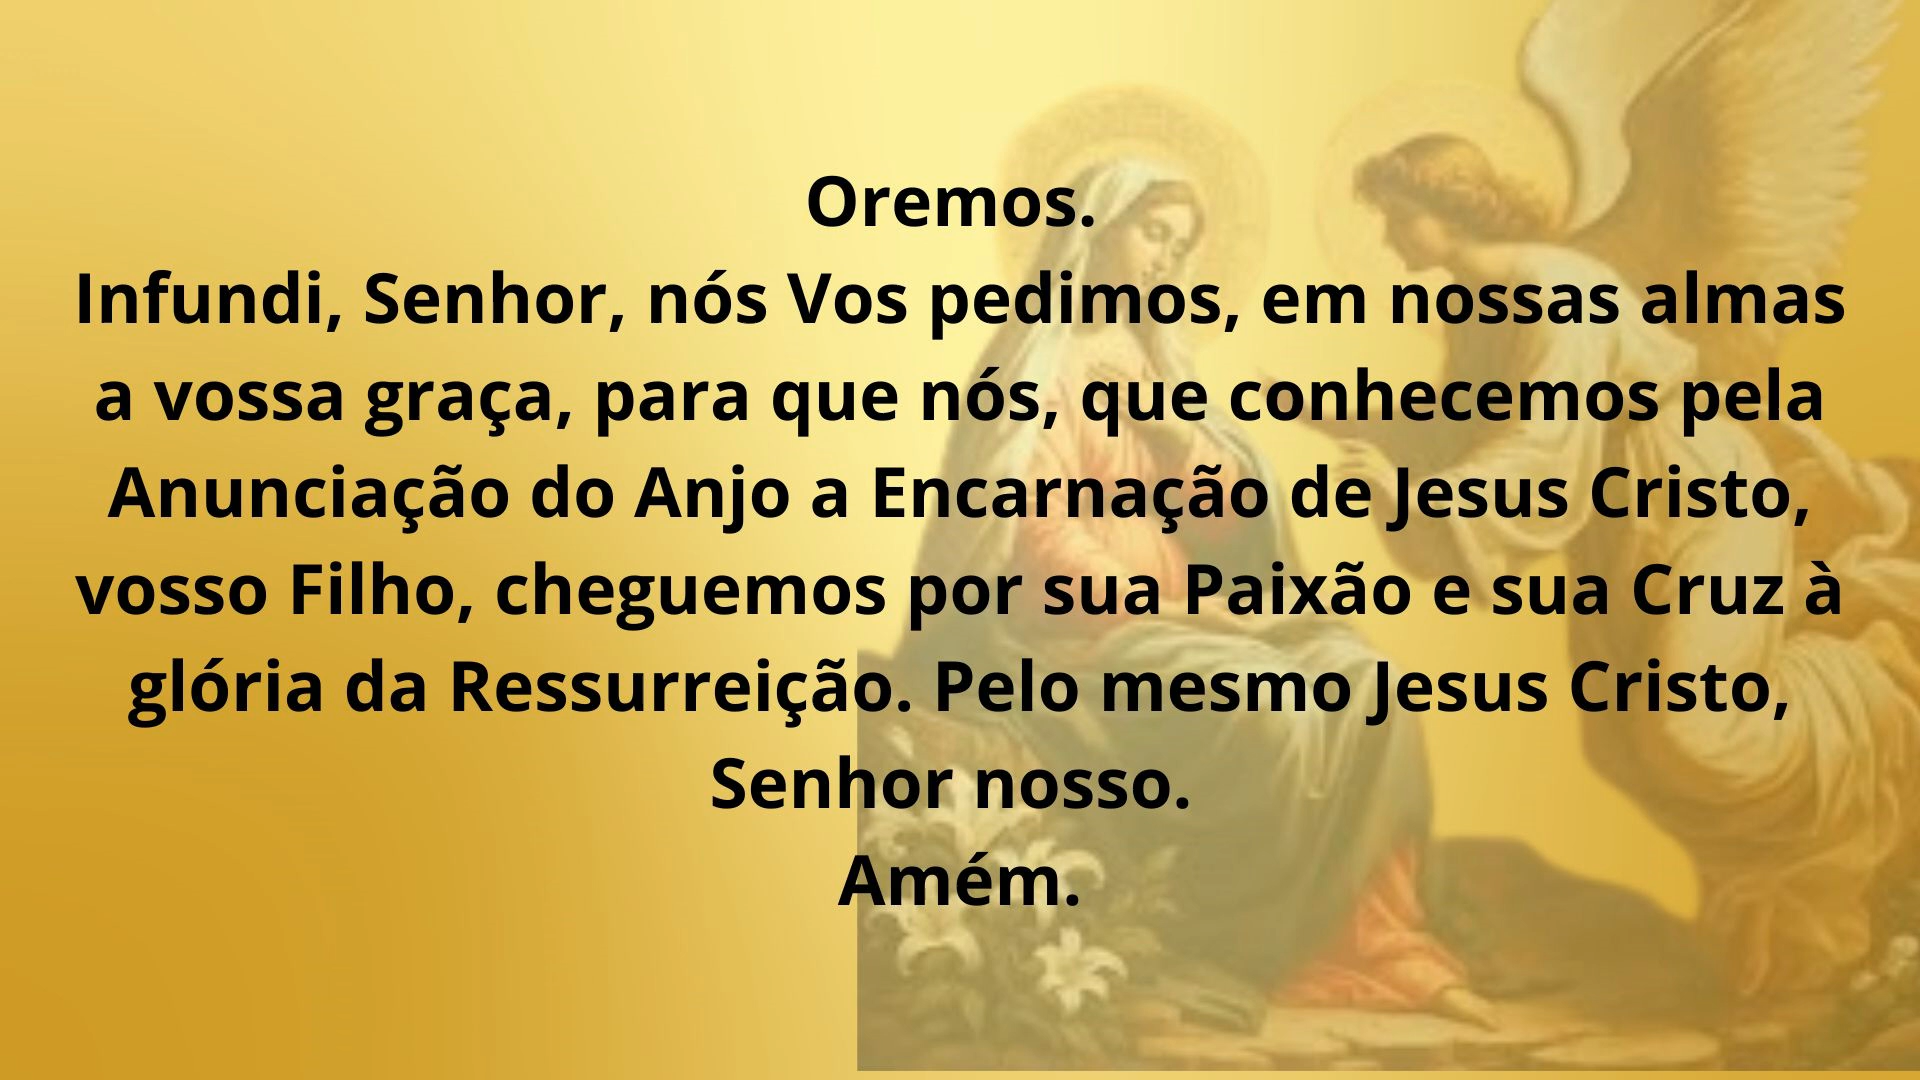 Oremos.
Infundi, Senhor, nós Vos pedimos, em nossas almas
a vossa graça, para que nós, que conhecemos pela
Anunciação do Anjo a Encarnação de Jesus Cristo,
vosso Filho, cheguemos por sua Paixão e sua Cruz à
glória da Ressurreição. Pelo mesmo Jesus Cristo,
Senhor nosso.
Amém.